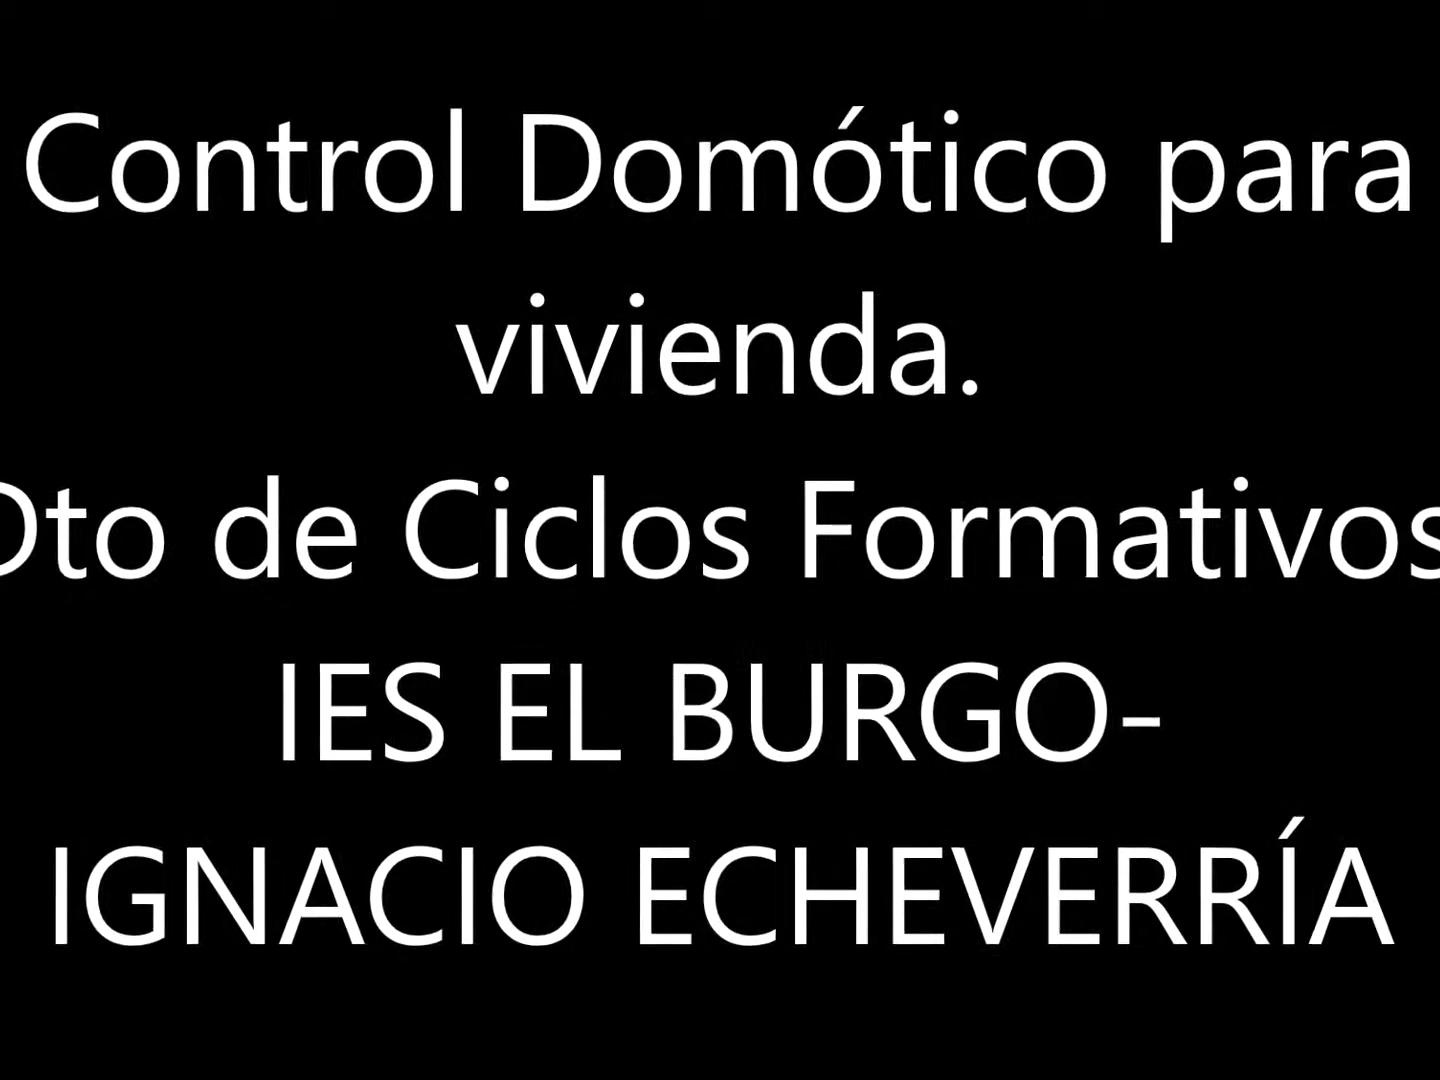 Control Domótico para
vivienda.
Dto de Ciclos Formativos
IES EL BURGO-
IGNACIO ECHEVERRÍA